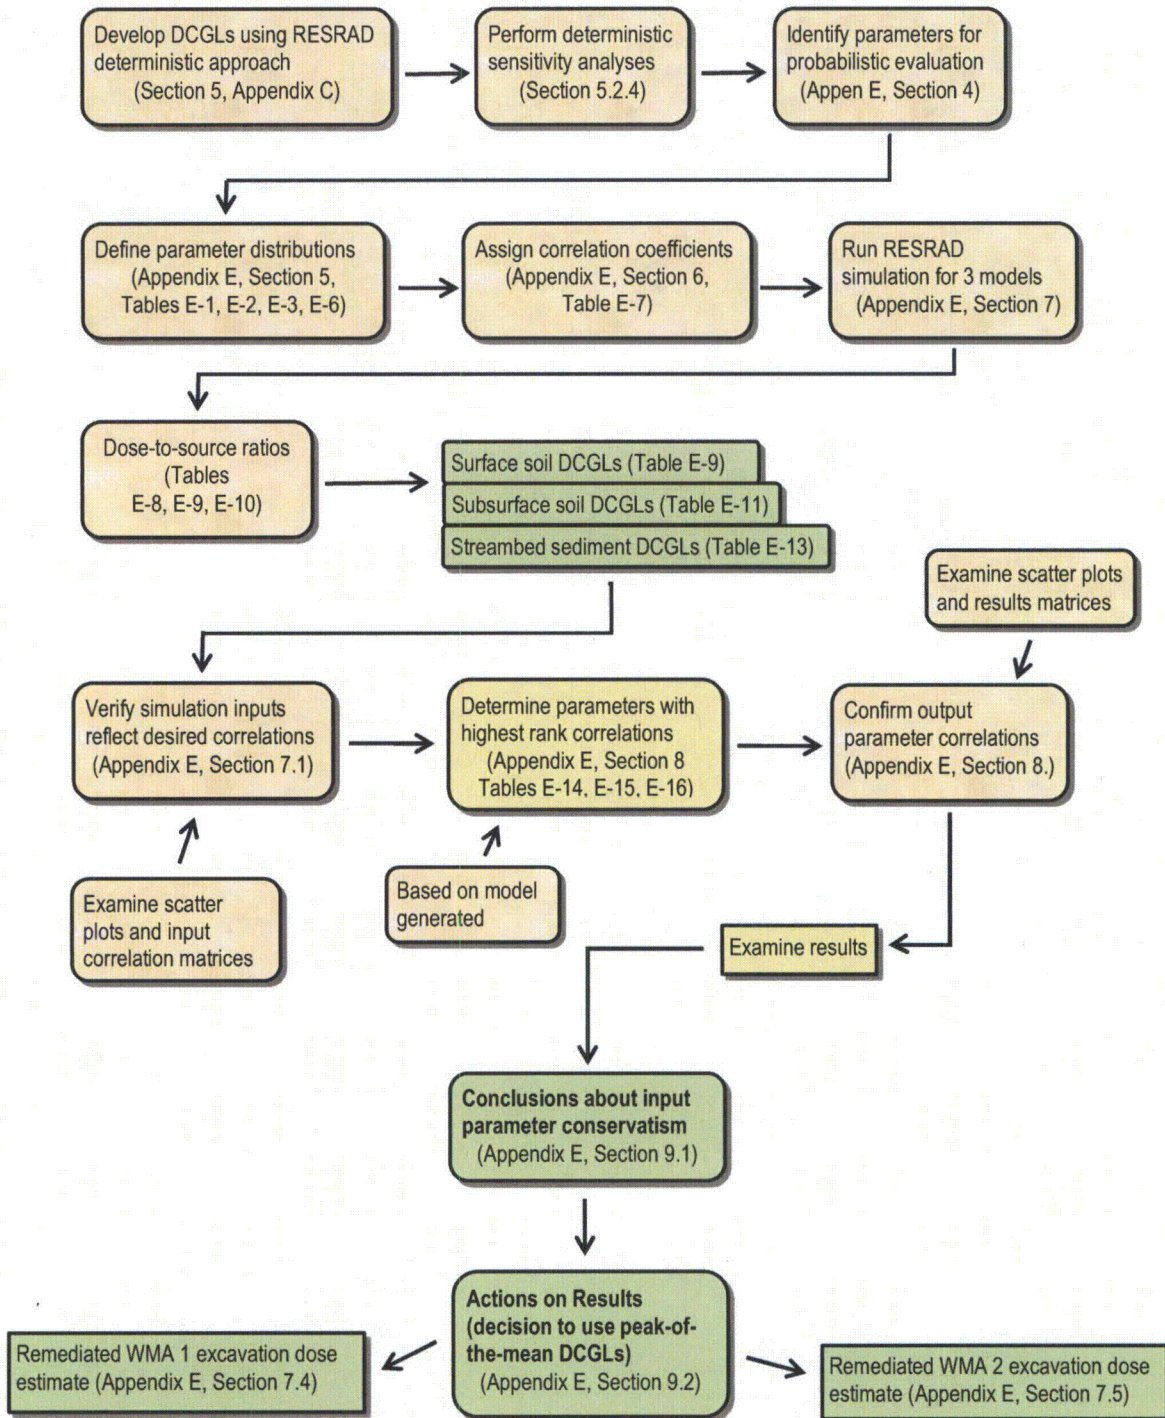 Develop DCGLs using RESRAD
deterministic approach
(Section 5, Appendix C)
Perform deterministic
sensitivity analyses
(Section 5.2.4)
Identify parameters for
probabilistic evaluation
(Appen E, Section 4)
Define parameter distributions
(Appendix E, Section 5,
Tables E-1, E-2, E-3, E-6)
Assign correlation coefficients
(Appendix E, Section 6,
Table E-7)
Run RESRAD
simulation for 3 models
(Appendix E, Section 7)
Dose-to-source ratios
(Tables
E-8, E-9, E-10)
Surface soil DCGLs (Table E-9)
Subsurface soil DCGLs (Table E-11)
Streambed sediment DCGLs (Table E-13)
Examine scatter plots
and results matrices
Verify simulation inputs
reflect desired correlations
(Appendix E, Section 7.1)
Determine parameters with
highest rank correlations
(Appendix E, Section 8
Tables E-14, E-15, E-16)
Confirm output
parameter correlations
(Appendix E, Section 8.)
Examine scatter
plots and input
correlation matrices
Based on model
generated
Examine results
Conclusions about input
parameter conservatism
(Appendix E, Section 9.1)
Actions on Results
(decision to use peak-of-
the-mean DCGLs)
(Appendix E, Section 9.2)
Remediated WMA 1 excavation dose
estimate (Appendix E, Section 7.4)
Remediated WMA 2 excavation dose
estimate (Appendix E, Section 7.5)